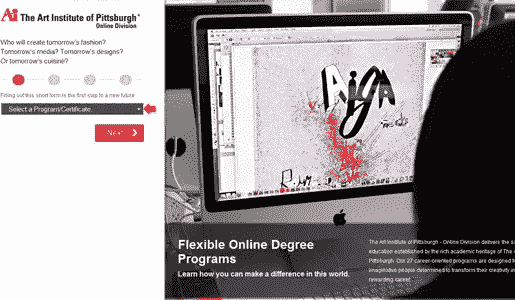 Ai The Art Institute of Pittsburgh®
Online Division
Who will create tomorrow's fashion?
Tomorrow's media? Tomorrow's designs?
Or tomorrow's cuisine?
Filling out this short form is the first step to a new future
Select a Program/Certificate
Next
AIGA
Flexible Online Degree
Programs
Learn how you can make a difference in this world.
The Art Institute of Pittsburgh - Online Division delivers the sa
education established by the rich academic heritage of The A
Pittsburgh. Our 27 career-oriented programs are designed f
imaginative people determined to transform their creativity in
rewarding career.